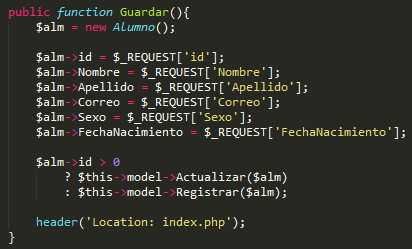 public function Guardar(){
    $alm = new Alumno();

    $alm->id = $_REQUEST['id'];
    $alm->Nombre = $_REQUEST['Nombre'];
    $alm->Apellido = $_REQUEST['Apellido'];
    $alm->Correo = $_REQUEST['Correo'];
    $alm->Sexo = $_REQUEST['Sexo'];
    $alm->FechaNacimiento = $_REQUEST['FechaNacimiento'];

    $alm->id > 0
        ? $this->model->Actualizar($alm)
        : $this->model->Registrar($alm);

    header('Location: index.php');
}